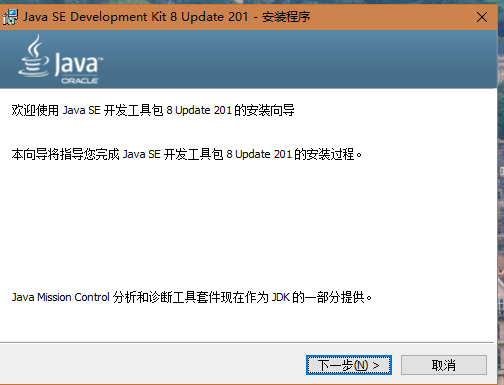 Java SE Development Kit 8 Update 201 - 安装程序
Java™
ORACLE
欢迎使用 Java SE 开发工具包 8 Update 201 的安装向导
本向导将指导您完成 Java SE 开发工具包 8 Update 201 的安装过程。
Java Mission Control 分析和诊断工具套件现在作为 JDK 的一部分提供。
下一步(N) >
取消